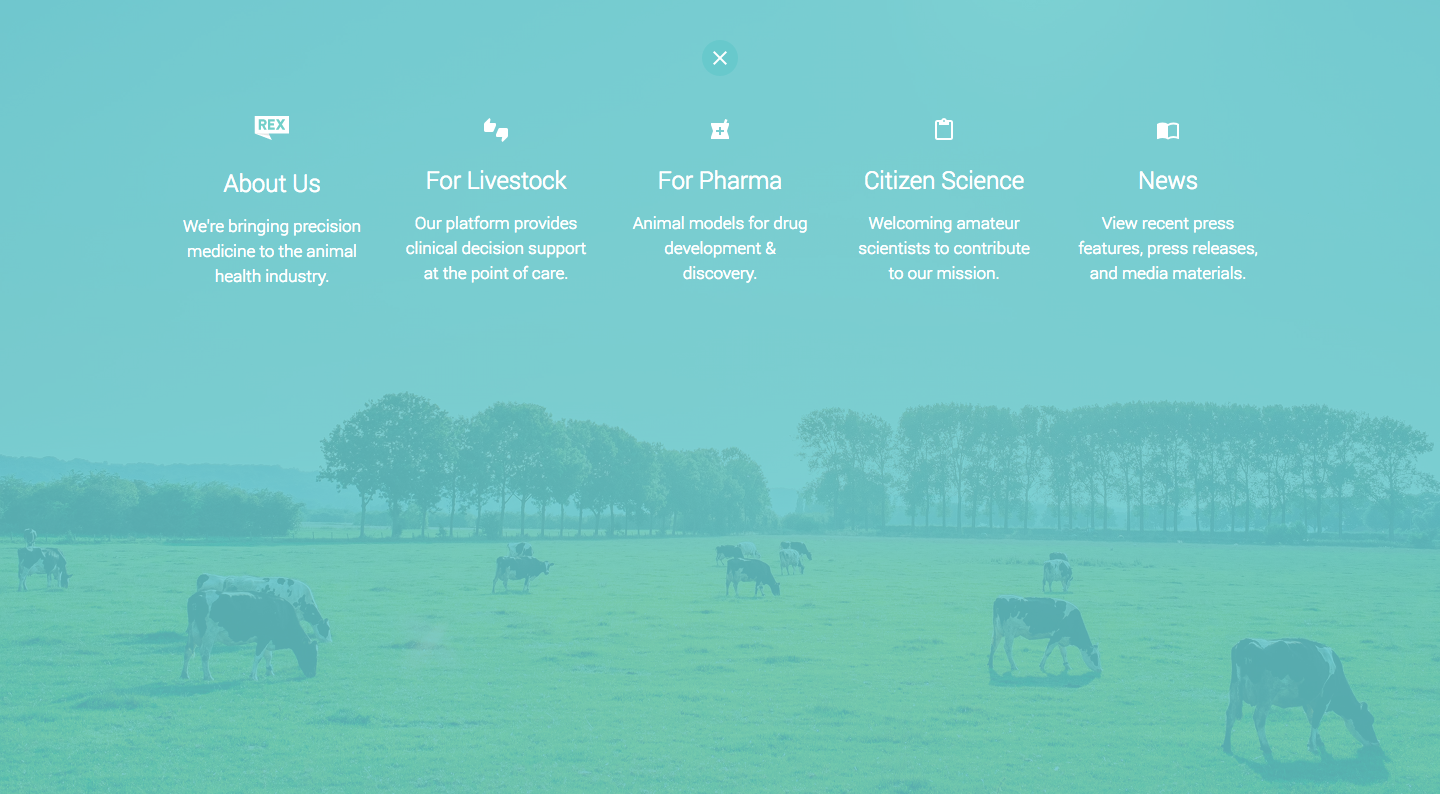 REX
About Us
We're bringing precision
medicine to the animal
health industry.
For Livestock
Our platform provides
clinical decision support
at the point of care.
For Pharma
Animal models for drug
development &
discovery.
Citizen Science
Welcoming amateur
scientists to contribute
to our mission.
News
View recent press
features, press releases,
and media materials.